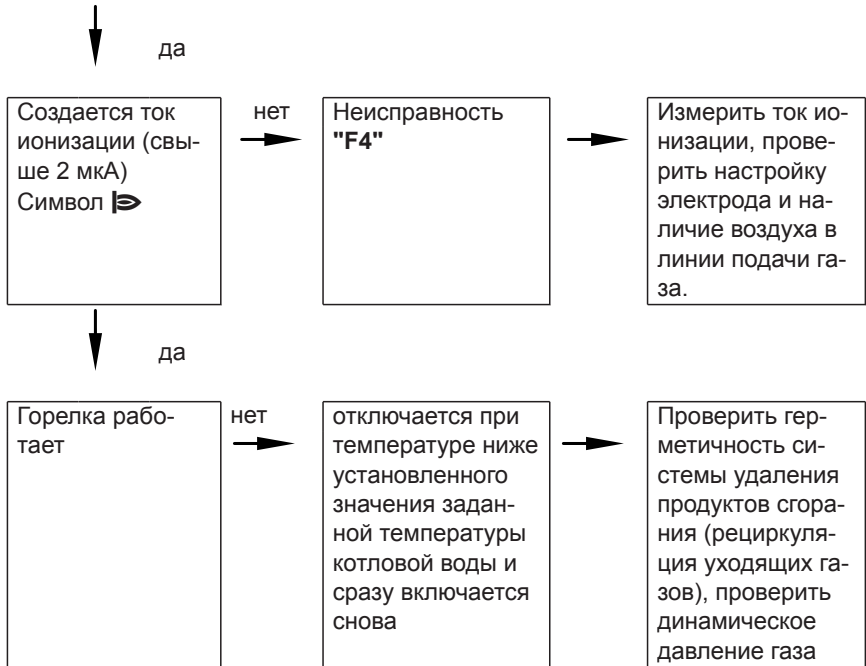 да
Создается ток
ионизации (свы-
ше 2 мкА)
Символ
нет
Неисправность
"F4"
Измерить ток ио-
низации, прове-
рить настройку
электрода и на-
личие воздуха в
линии подачи га-
за.
да
Горелка рабо-
тает
нет
отключается при
температуре ниже
установленного
значения задан-
ной температуры
котловой воды и
сразу включается
снова
Проверить гер-
метичность си-
стемы удаления
продуктов сгора-
ния (рециркуля-
ция уходящих га-
зов), проверить
динамическое
давление газа